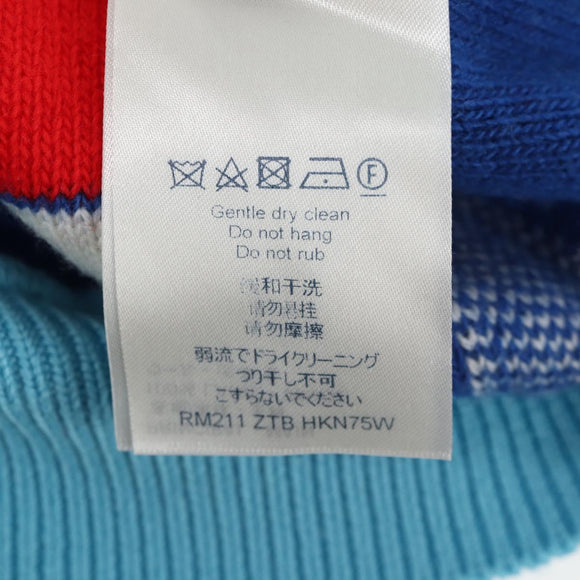 F
Gentle dry clean
Do not hang
Do not rub
缓和干洗
请勿悬挂
请勿摩擦
弱流でドライクリーニング
つり干し不可
こすらないでください
RM211 ZTB HKN75W